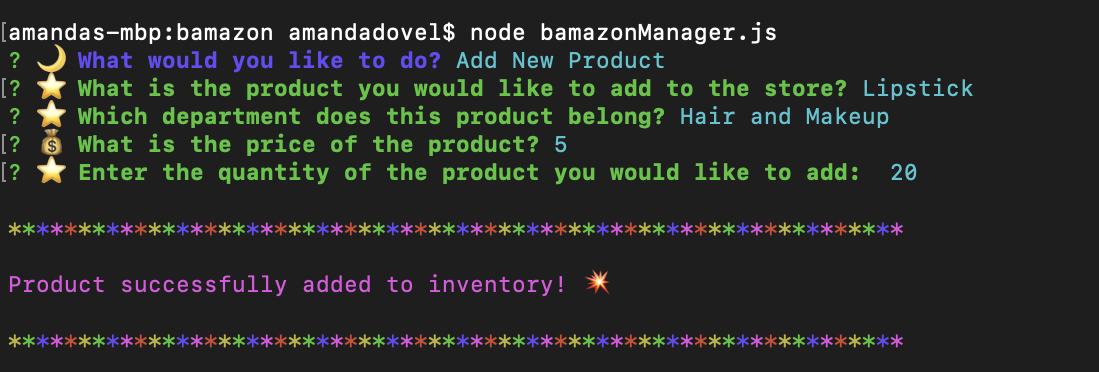 [amandas-mbp:bamazon amandadovel$ node bamazonManager.js
? 🌙 What would you like to do? Add New Product
[? ⭐ What is the product you would like to add to the store? Lipstick
? ⭐ Which department does this product belong? Hair and Makeup
[? 💰 What is the price of the product? 5
[? ⭐ Enter the quantity of the product you would like to add:  20
****************************************************************
Product successfully added to inventory! 💥
****************************************************************